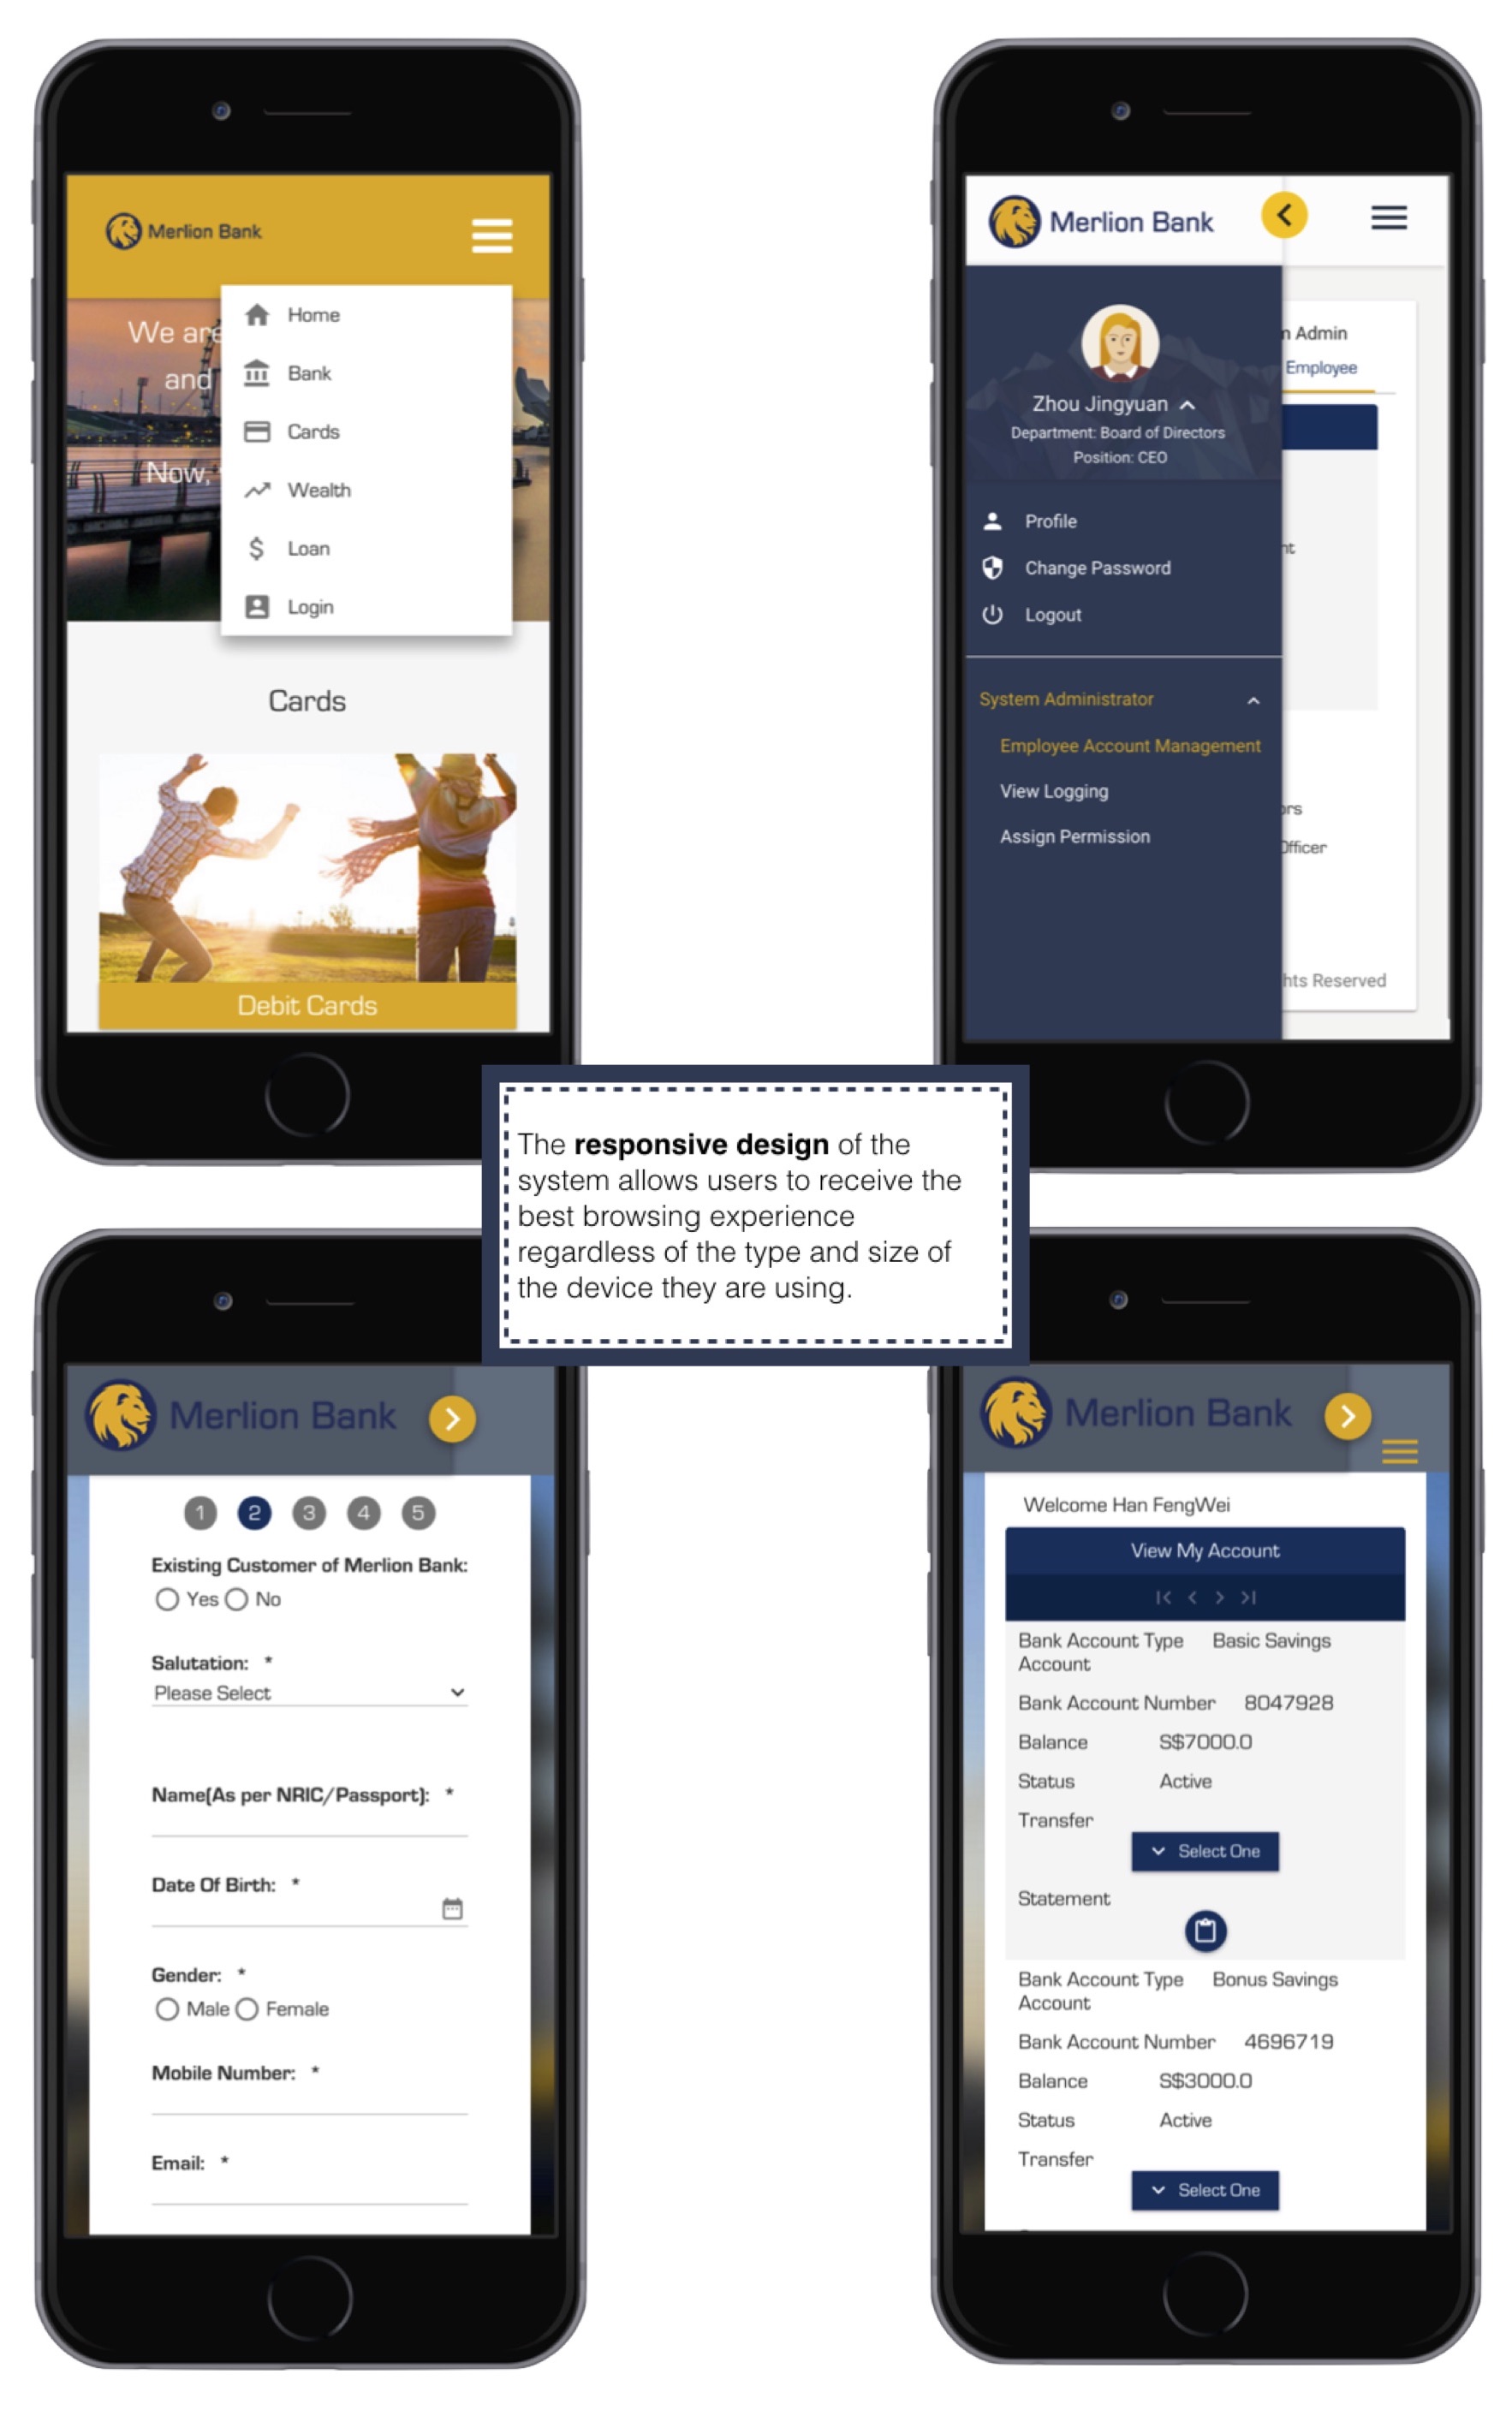 Merlion Bank
We are
and
Now,
Home
Bank
Cards
Wealth
Loan
Login
Cards
Debit Cards
Merlion Bank
Zhou Jingyuan
Department: Board of Directors
Position: CEO
Profile
Change Password
Logout
System Administrator
Employee Account Management
View Logging
Assign Permission
Admin
Employee
Officer
Reserved
The responsive design of the
system allows users to receive the
best browsing experience
regardless of the type and size of
the device they are using.
Merlion Bank
1 2 3 4 5
Existing Customer of Merlion Bank:
Yes No
Salutation: *
Please Select
Name(As per NRIC/Passport): *
Date Of Birth: *
Gender: *
Male Female
Mobile Number: *
Email: *
Merlion Bank
Welcome Han FengWei
View My Account
Bank Account Type Basic Savings
Account
Bank Account Number 8047928
Balance S$7000.0
Status Active
Transfer
Select One
Statement
Bank Account Type Bonus Savings
Account
Bank Account Number 4696719
Balance S$3000.0
Status Active
Transfer
Select One